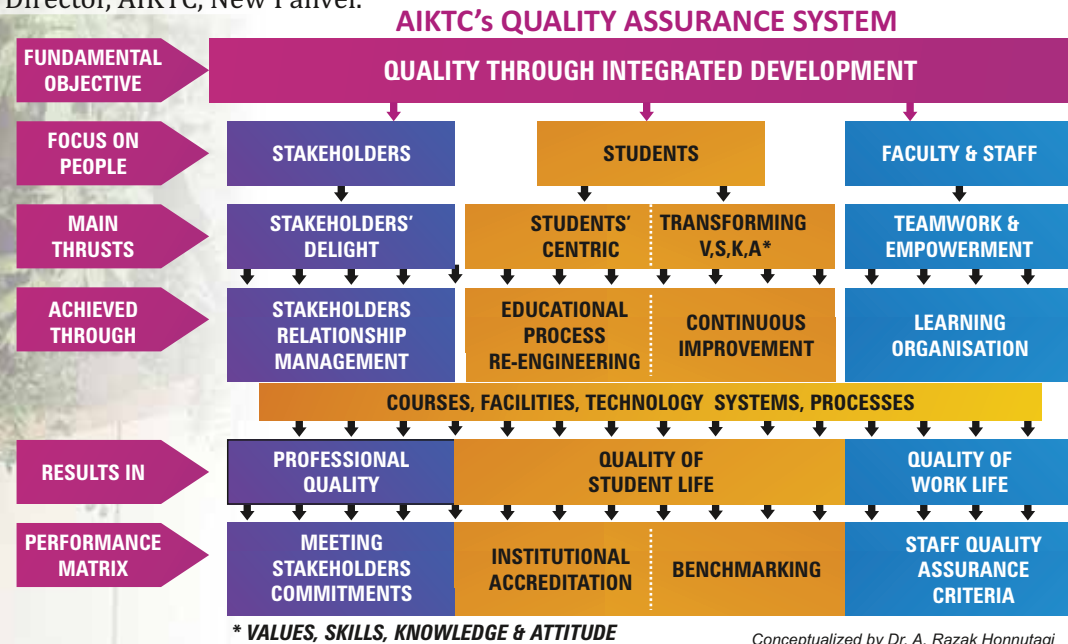 Director, AIKTC, New Panvel.
AIKTC's QUALITY ASSURANCE SYSTEM
FUNDAMENTAL
OBJECTIVE
QUALITY THROUGH INTEGRATED DEVELOPMENT
FOCUS ON
PEOPLE
STAKEHOLDERS
STUDENTS
FACULTY & STAFF
MAIN
THRUSTS
STAKEHOLDERS'
DELIGHT
STUDENTS'
CENTRIC
TRANSFORMING
V,S,K,A*
TEAMWORK &
EMPOWERMENT
ACHIEVED
THROUGH
STAKEHOLDERS
RELATIONSHIP
MANAGEMENT
EDUCATIONAL
PROCESS
RE-ENGINEERING
CONTINUOUS
IMPROVEMENT
LEARNING
ORGANISATION
COURSES, FACILITIES, TECHNOLOGY SYSTEMS, PROCESSES
RESULTS IN
PROFESSIONAL
QUALITY
QUALITY OF
STUDENT LIFE
QUALITY OF
WORK LIFE
PERFORMANCE
MATRIX
MEETING
STAKEHOLDERS
COMMITMENTS
INSTITUTIONAL
ACCREDITATION
BENCHMARKING
STAFF QUALITY
ASSURANCE
CRITERIA
* VALUES, SKILLS, KNOWLEDGE & ATTITUDE
Conceptualized by Dr. A. Razak Honnutagi